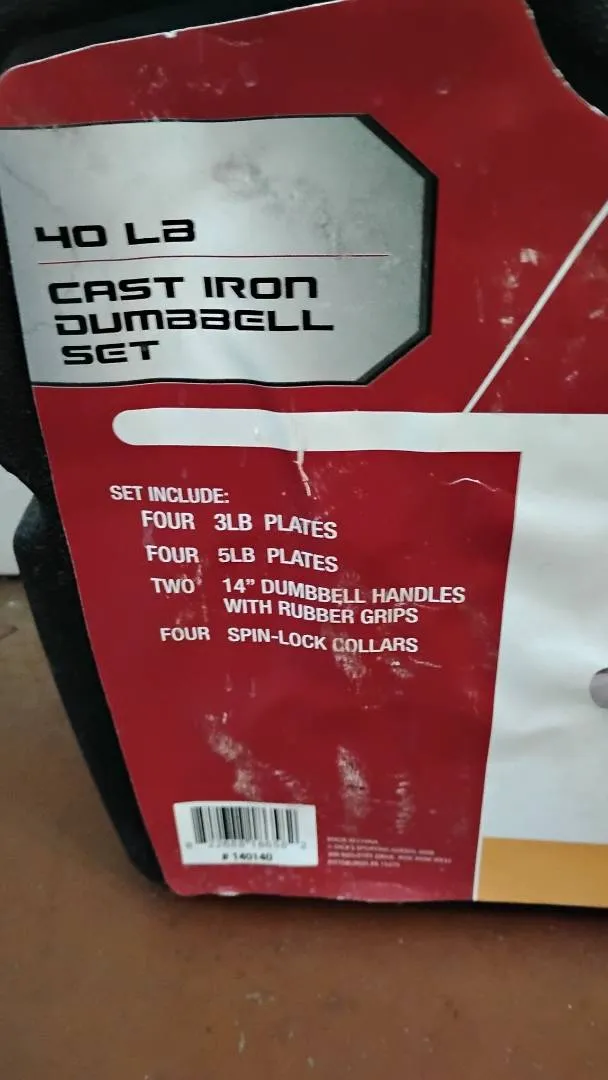 40 LB
CAST IRON
DUMBBELL
SET
SET INCLUDE:
FOUR 3LB PLATES
FOUR 5LB PLATES
TWO 14" DUMBBELL HANDLES
WITH RUBBER GRIPS
FOUR SPIN-LOCK COLLARS
# 140140